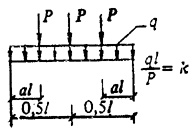 P P P q
ql/P = k
al al
0,5l 0,5l